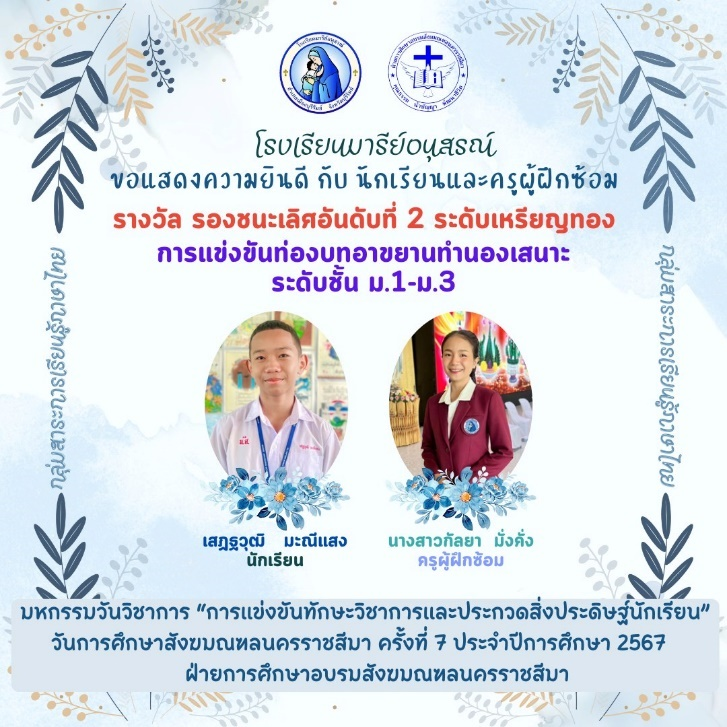 โรงเรียนมารีย์อนุสรณ์
ขอแสดงความยินดี กับ นักเรียนและครูผู้ฝึกซ้อม
รางวัล รองชนะเลิศอันดับที่ 2 ระดับเหรียญทอง
การแข่งขันท่องบทอาขยานทำนองเสนาะ
ระดับชั้น ม.1-ม.3
กลุ่มสาระการเรียนรู้ภาษาไทย
กลุ่มสาระการเรียนรู้ภาษาไทย
เสฎฐวุฒิ มะณีแสง
นักเรียน
นางสาวกัลยา มั่งคั่ง
ครูผู้ฝึกซ้อม
มหกรรมวันวิชาการ “การแข่งขันทักษะวิชาการและประกวดสิ่งประดิษฐ์นักเรียน”
วันการศึกษาสังฆมณฑลนครราชสีมา ครั้งที่ 7 ประจำปีการศึกษา 2567
ฝ่ายการศึกษาอบรมสังฆมณฑลนครราชสีมา